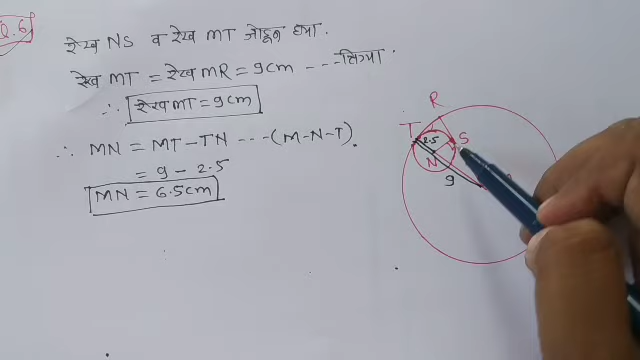 Q.6
रेख NS व रेख MT जोडून घेऊ.
रेख MT = रेख MR = 9cm --- त्रिज्या
∴ रेख MT = 9cm
∴ MN = MT - TN --- (M-N-T).
= 9 - 2.5
MN = 6.5cm
R
T
2.5
S
N
9